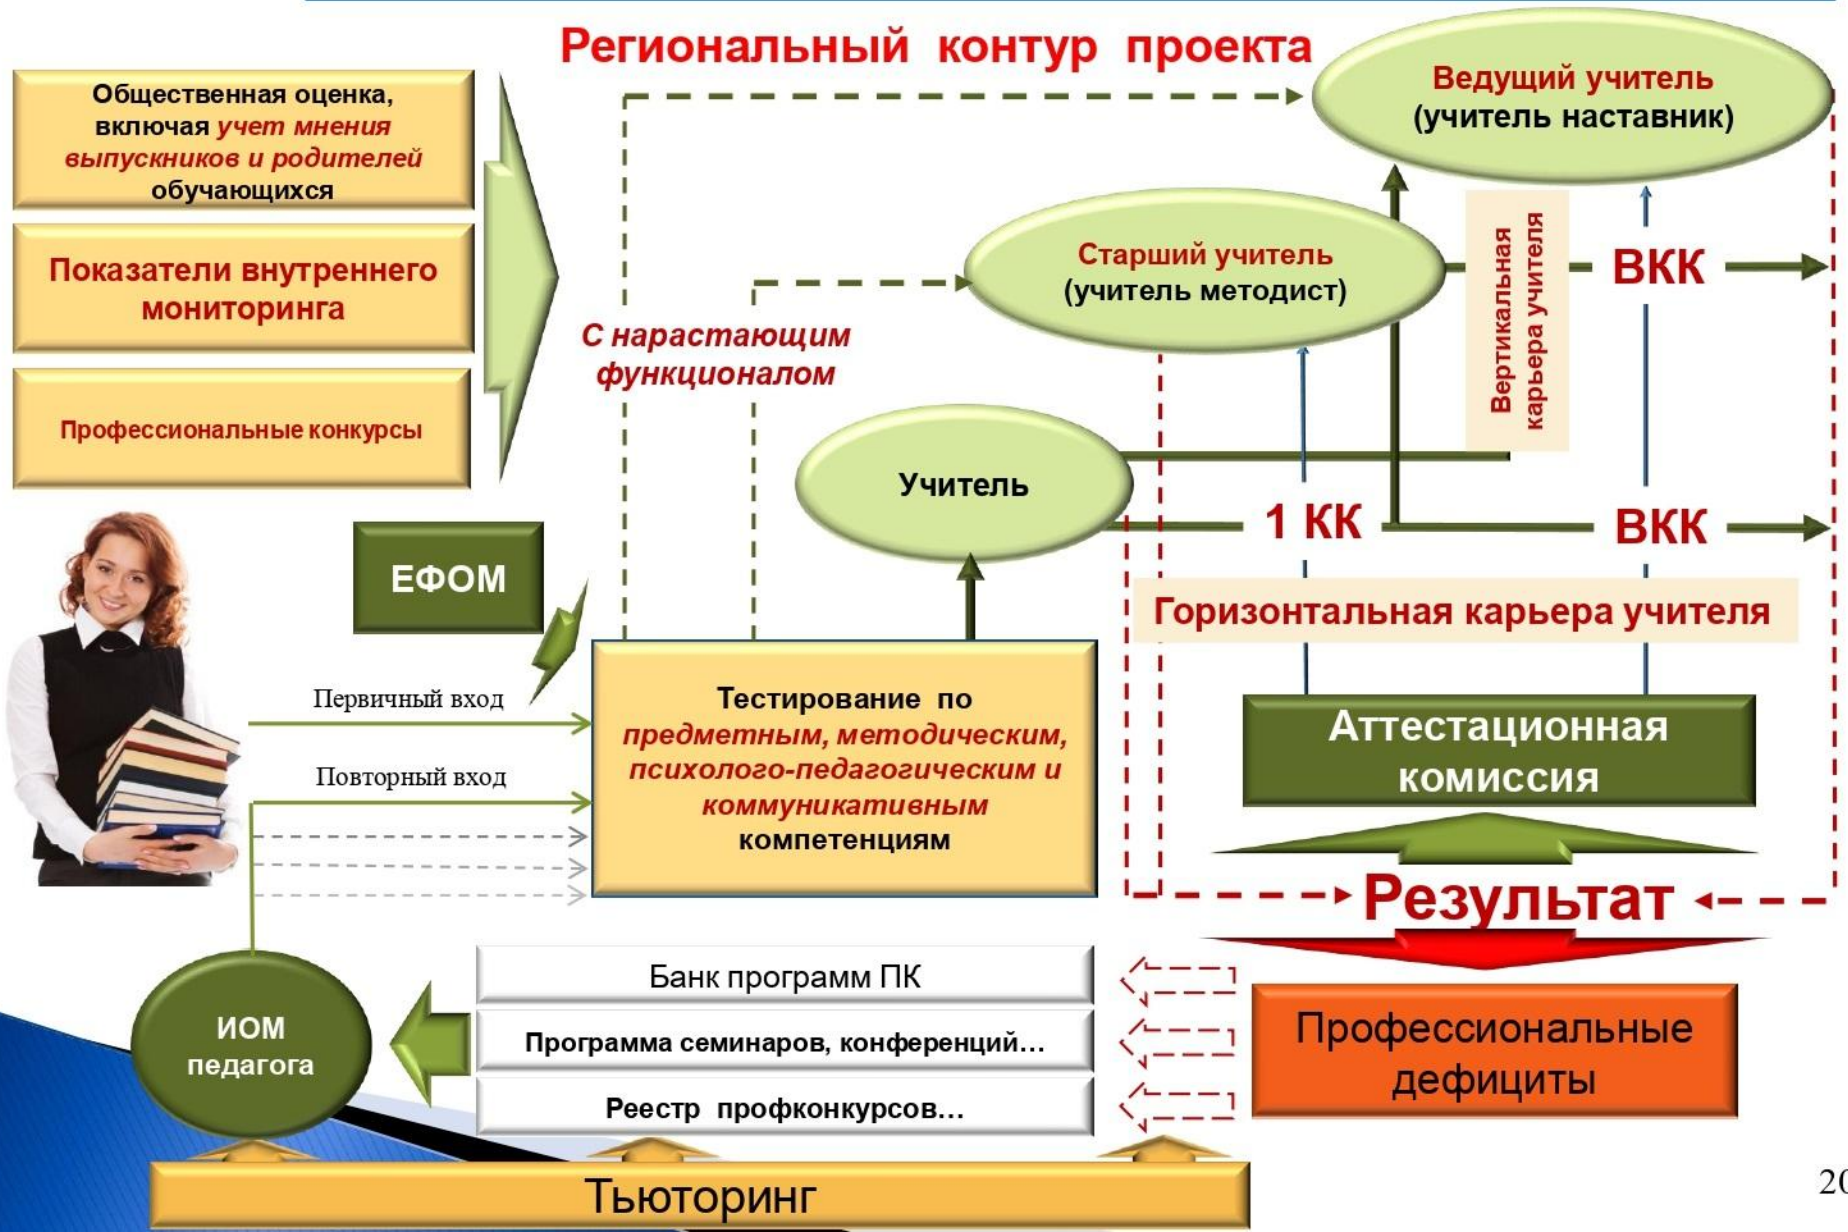 Региональный контур проекта
Общественная оценка,
включая учет мнения
выпускников и родителей
обучающихся
Показатели внутреннего
мониторинга
Профессиональные конкурсы
Ведущий учитель
(учитель наставник)
Старший учитель
(учитель методист)
С нарастающим
функционалом
Вертикальная
карьера учителя
ВКК
Учитель
1 КК
ВКК
ЕФОМ
Горизонтальная карьера учителя
Первичный вход
Повторный вход
Тестирование по
предметным, методическим,
психолого-педагогическим и
коммуникативным
компетенциям
Аттестационная
комиссия
Результат
Банк программ ПК
Программа семинаров, конференций…
Реестр профконкурсов…
ИОМ
педагога
Профессиональные
дефициты
Тьюторинг
20